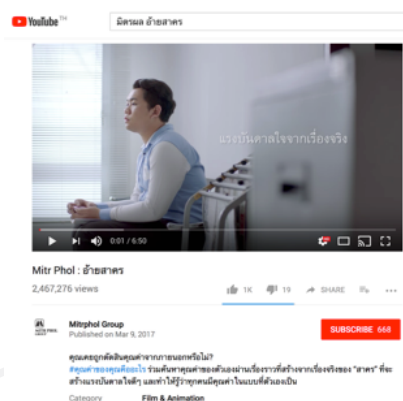 YouTube TH
มิตรผล อ้ายสาคร
แรงบันดาลใจจากเรื่องจริง
0:01 / 6:50
Mitr Phol : อ้ายสาคร
2,467,276 views
1K 19 SHARE
Mitrphol Group
Published on Mar 9, 2017
SUBSCRIBE 668
คุณเคยถูกตัดสินคุณค่าจากภายนอกหรือไม่?
#คุณค่าของคุณคืออะไร ร่วมค้นหาคุณค่าของตัวเองผ่านเรื่องราวที่สร้างจากเรื่องจริงของ "สาคร" ที่จะ
สร้างแรงบันดาลใจดีๆ และทำให้รู้ว่าทุกคนมีคุณค่าในแบบที่ตัวเองเป็น
Category Film & Animation